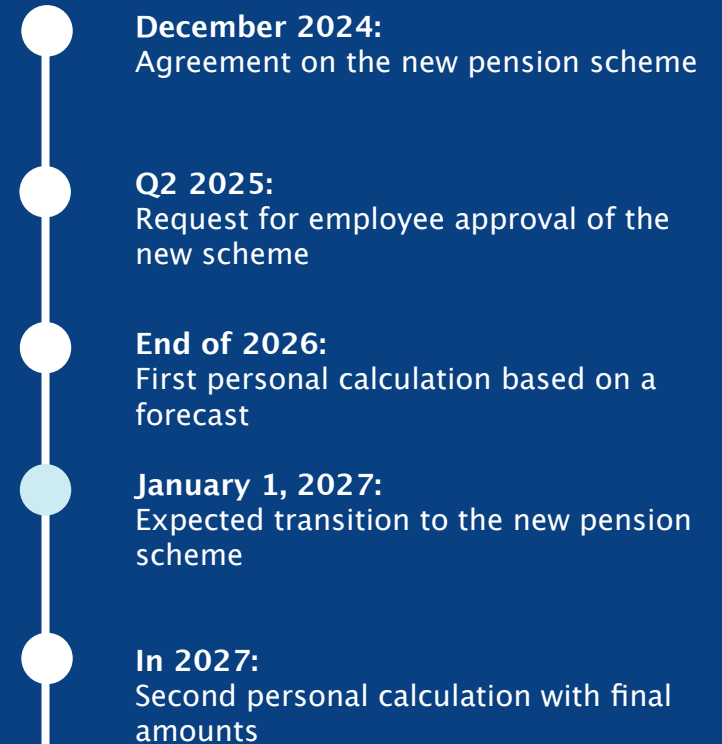 December 2024:
Agreement on the new pension scheme
Q2 2025:
Request for employee approval of the
new scheme
End of 2026:
First personal calculation based on a
forecast
January 1, 2027:
Expected transition to the new pension
scheme
In 2027:
Second personal calculation with final
amounts